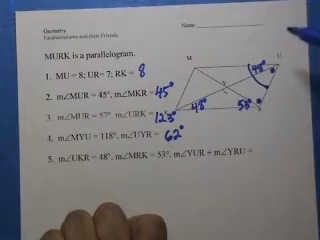 Geometry
Parallelograms and their Friends
Name
MURK is a parallelogram.
1. MU = 8; UR= 7; RK = 8
2. m∠MUR = 45°, m∠MKR = 45°
3. m∠MUR = 57°, m∠URK = 123°
4. m∠MYU = 118°, m∠UYR = 62°
5. m∠UKR = 48°, m∠MRK = 53°, m∠YUR + m∠YRU =
M
U
Y
48°
48°
53°